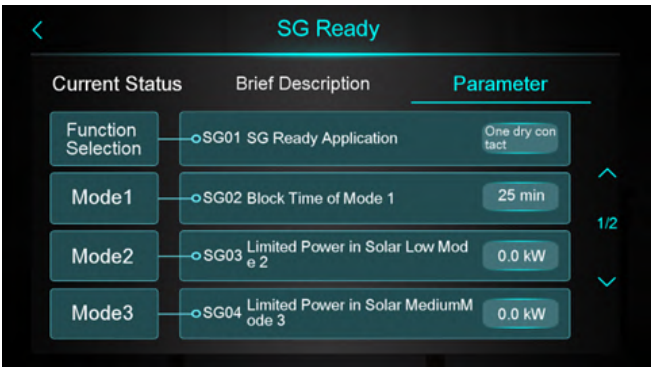 SG Ready
Current Status
Brief Description
Parameter
Function
Selection
SG01 SG Ready Application
One dry con
tact
Mode1
SG02 Block Time of Mode 1
25 min
1/2
Mode2
SG03 Limited Power in Solar Low Mod
e 2
0.0 kW
Mode3
SG04 Limited Power in Solar MediumM
ode 3
0.0 kW